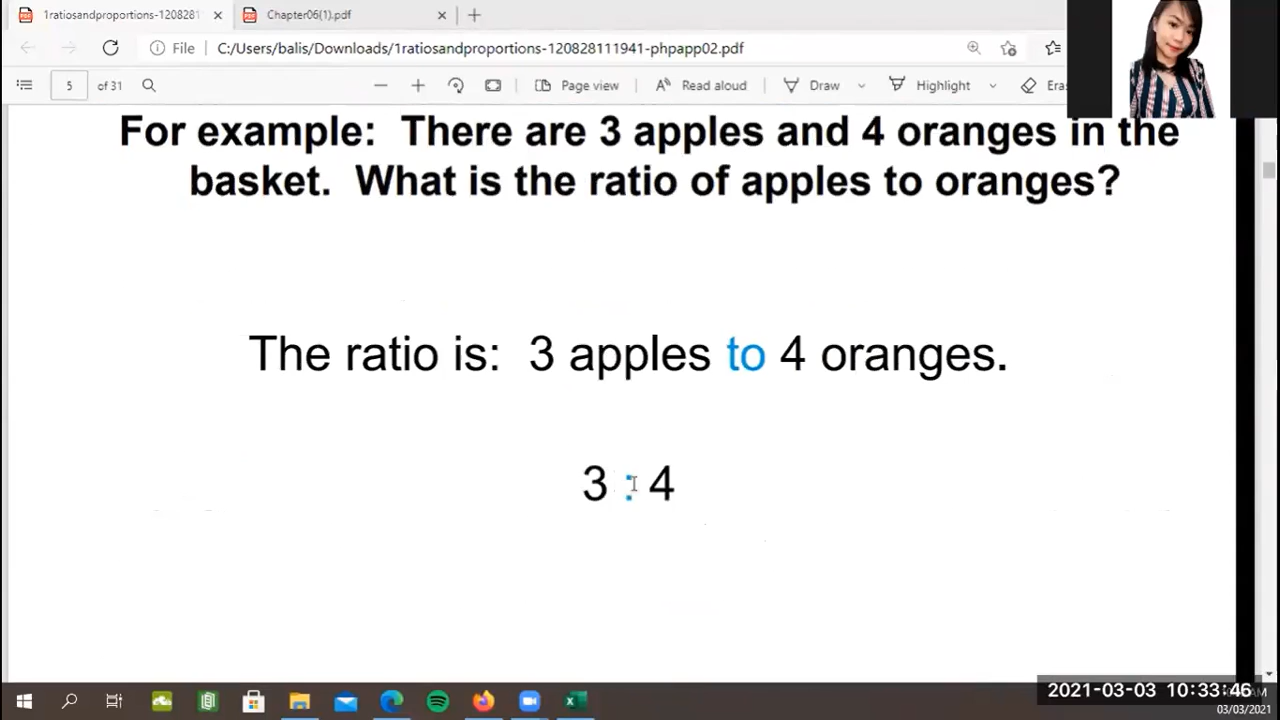 1ratiosandproportions-1208281
Chapter06(1).pdf
File
C:/Users/balis/Downloads/1ratiosandproportions-120828111941-phpapp02.pdf
5
of 31
Page view
Read aloud
Draw
Highlight
For example: There are 3 apples and 4 oranges in the
basket. What is the ratio of apples to oranges?
The ratio is: 3 apples to 4 oranges.
3 : 4
2021-03-03 10:33:46
03/03/2021